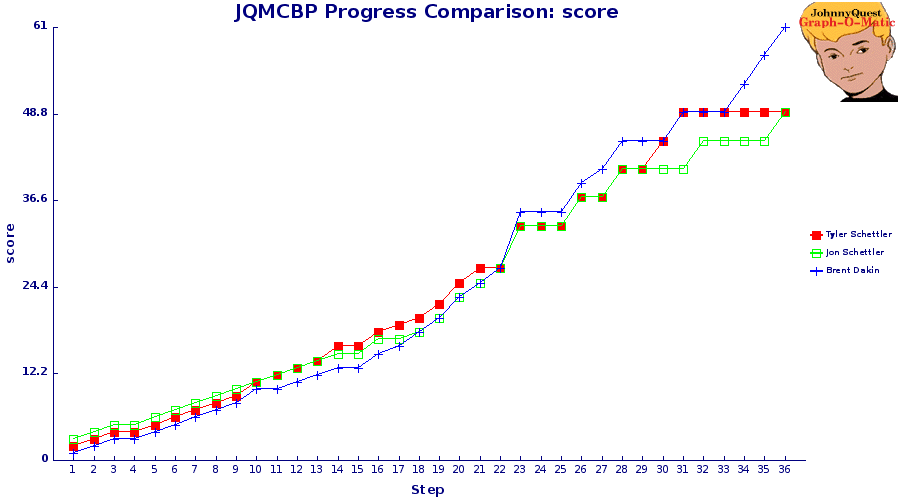 JQMCBP Progress Comparison: score
JohnnyQuest
Graph-O-Matic
61
48.8
36.6
24.4
12.2
0
score
Tyler Schettler
Jon Schettler
Brent Dakin
1 2 3 4 5 6 7 8 9 10 11 12 13 14 15 16 17 18 19 20 21 22 23 24 25 26 27 28 29 30 31 32 33 34 35 36
Step